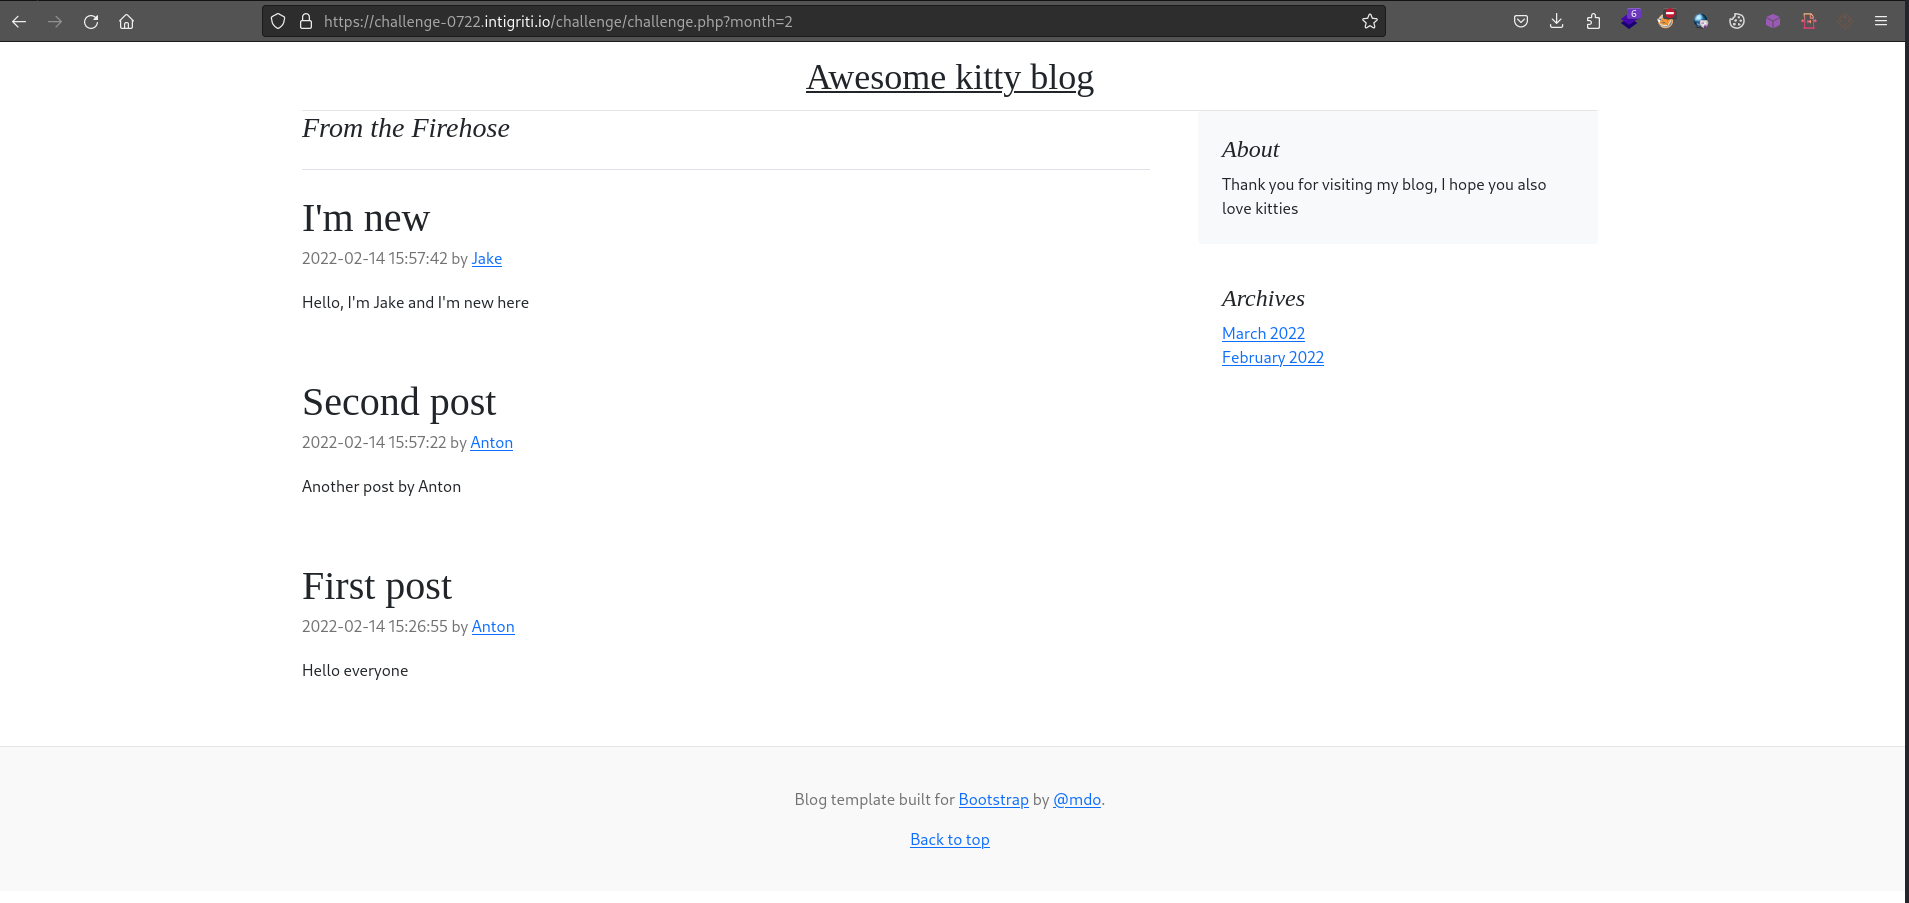 https://challenge-0722.intigriti.io/challenge/challenge.php?month=2
6
Awesome kitty blog
From the Firehose
I'm new
2022-02-14 15:57:42 by Jake
Hello, I'm Jake and I'm new here
Second post
2022-02-14 15:57:22 by Anton
Another post by Anton
First post
2022-02-14 15:26:55 by Anton
Hello everyone
About
Thank you for visiting my blog, I hope you also
love kitties
Archives
March 2022
February 2022
Blog template built for Bootstrap by @mdo.
Back to top